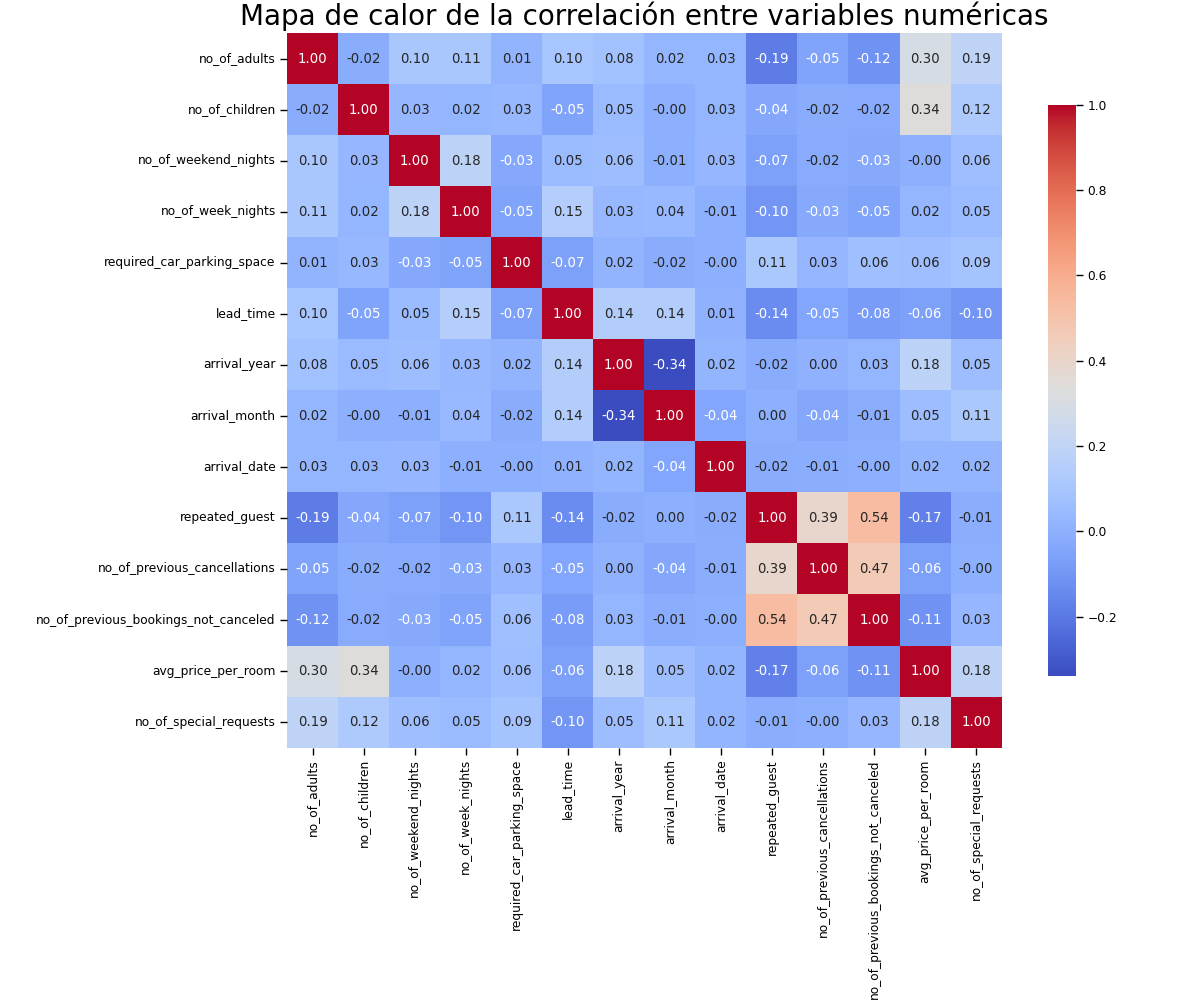 Mapa de calor de la correlación entre variables numéricas
no_of_adults 1.00 -0.02 0.10 0.11 0.01 0.10 0.08 0.02 0.03 -0.19 -0.05 -0.12 0.30 0.19
no_of_children -0.02 1.00 0.03 0.02 0.03 -0.05 0.05 -0.00 0.03 -0.04 -0.02 -0.02 0.34 0.12
no_of_weekend_nights 0.10 0.03 1.00 0.18 -0.03 0.05 0.06 -0.01 0.03 -0.07 -0.02 -0.03 -0.00 0.06
no_of_week_nights 0.11 0.02 0.18 1.00 -0.05 0.15 0.03 0.04 -0.01 -0.10 -0.03 -0.05 0.02 0.05
required_car_parking_space 0.01 0.03 -0.03 -0.05 1.00 -0.07 0.02 -0.02 -0.00 0.11 0.03 0.06 0.06 0.09
lead_time 0.10 -0.05 0.05 0.15 -0.07 1.00 0.14 0.14 0.01 -0.14 -0.05 -0.08 -0.06 -0.10
arrival_year 0.08 0.05 0.06 0.03 0.02 0.14 1.00 -0.34 0.02 -0.02 0.00 0.03 0.18 0.05
arrival_month 0.02 -0.00 -0.01 0.04 -0.02 0.14 -0.34 1.00 -0.04 0.00 -0.04 -0.01 0.05 0.11
arrival_date 0.03 0.03 0.03 -0.01 -0.00 0.01 0.02 -0.04 1.00 -0.02 -0.01 -0.00 0.02 0.02
repeated_guest -0.19 -0.04 -0.07 -0.10 0.11 -0.14 -0.02 0.00 -0.02 1.00 0.39 0.54 -0.17 -0.01
no_of_previous_cancellations -0.05 -0.02 -0.02 -0.03 0.03 -0.05 0.00 -0.04 -0.01 0.39 1.00 0.47 -0.06 -0.00
no_of_previous_bookings_not_canceled -0.12 -0.02 -0.03 -0.05 0.06 -0.08 0.03 -0.01 -0.00 0.54 0.47 1.00 -0.11 0.03
avg_price_per_room 0.30 0.34 -0.00 0.02 0.06 -0.06 0.18 0.05 0.02 -0.17 -0.06 -0.11 1.00 0.18
no_of_special_requests 0.19 0.12 0.06 0.05 0.09 -0.10 0.05 0.11 0.02 -0.01 -0.00 0.03 0.18 1.00
no_of_adults
no_of_children
no_of_weekend_nights
no_of_week_nights
required_car_parking_space
lead_time
arrival_year
arrival_month
arrival_date
repeated_guest
no_of_previous_cancellations
no_of_previous_bookings_not_canceled
avg_price_per_room
no_of_special_requests
1.0
0.8
0.6
0.4
0.2
0.0
−0.2